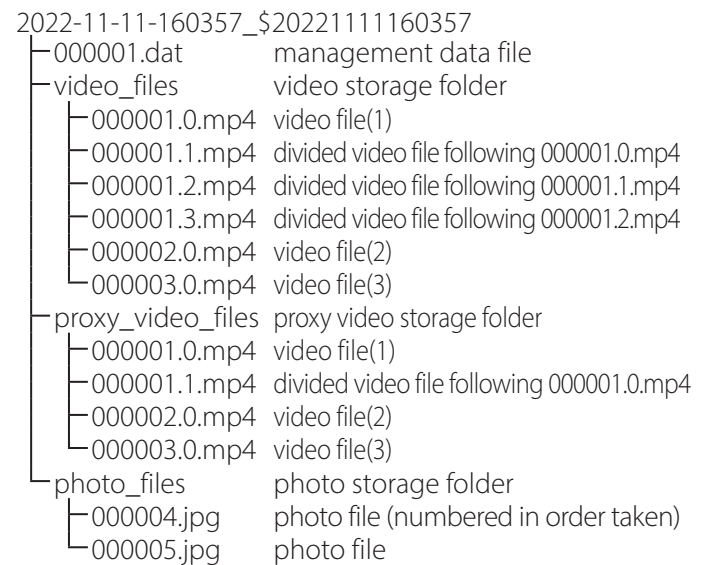 2022-11-11-160357_$20221111160357
000001.dat management data file
video_files video storage folder
000001.0.mp4 video file(1)
000001.1.mp4 divided video file following 000001.0.mp4
000001.2.mp4 divided video file following 000001.1.mp4
000001.3.mp4 divided video file following 000001.2.mp4
000002.0.mp4 video file(2)
000003.0.mp4 video file(3)
proxy_video_files proxy video storage folder
000001.0.mp4 video file(1)
000001.1.mp4 divided video file following 000001.0.mp4
000002.0.mp4 video file(2)
000003.0.mp4 video file(3)
photo_files photo storage folder
000004.jpg photo file (numbered in order taken)
000005.jpg photo file